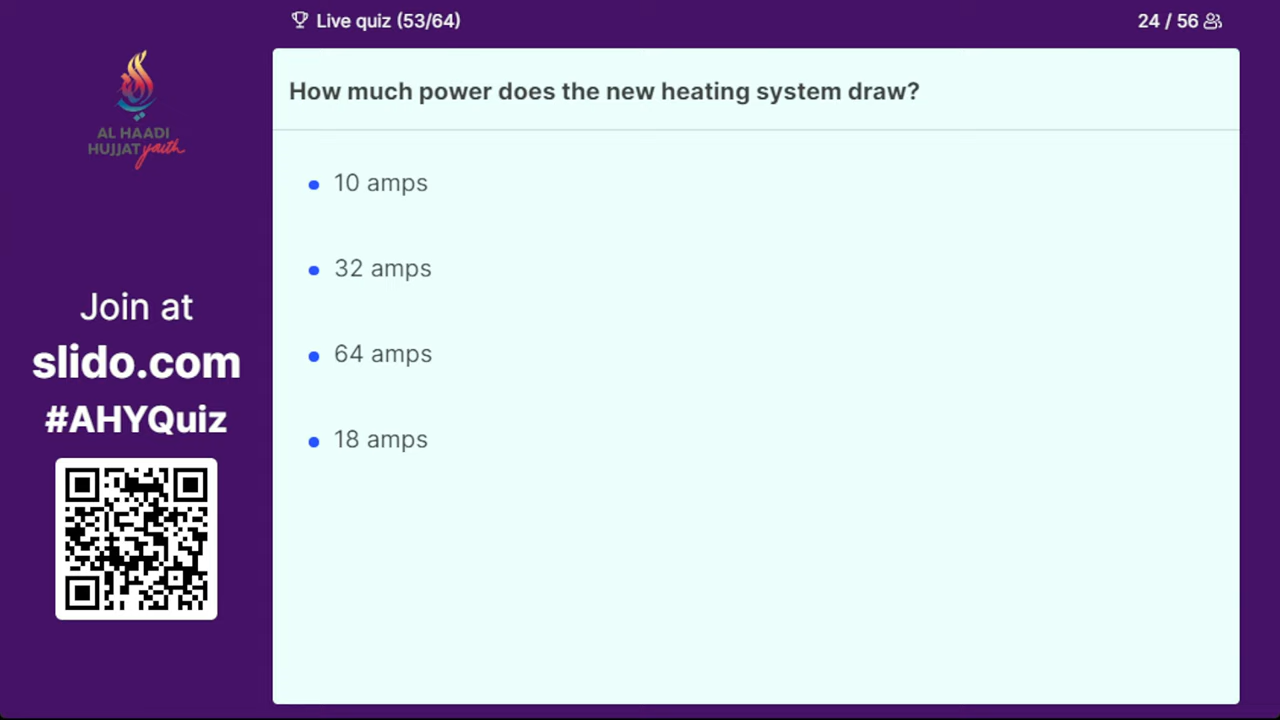 Live quiz (53/64)
24 / 56
AL HAADI
HUJJAT youth
Join at
slido.com
#AHYQuiz
How much power does the new heating system draw?
10 amps
32 amps
64 amps
18 amps